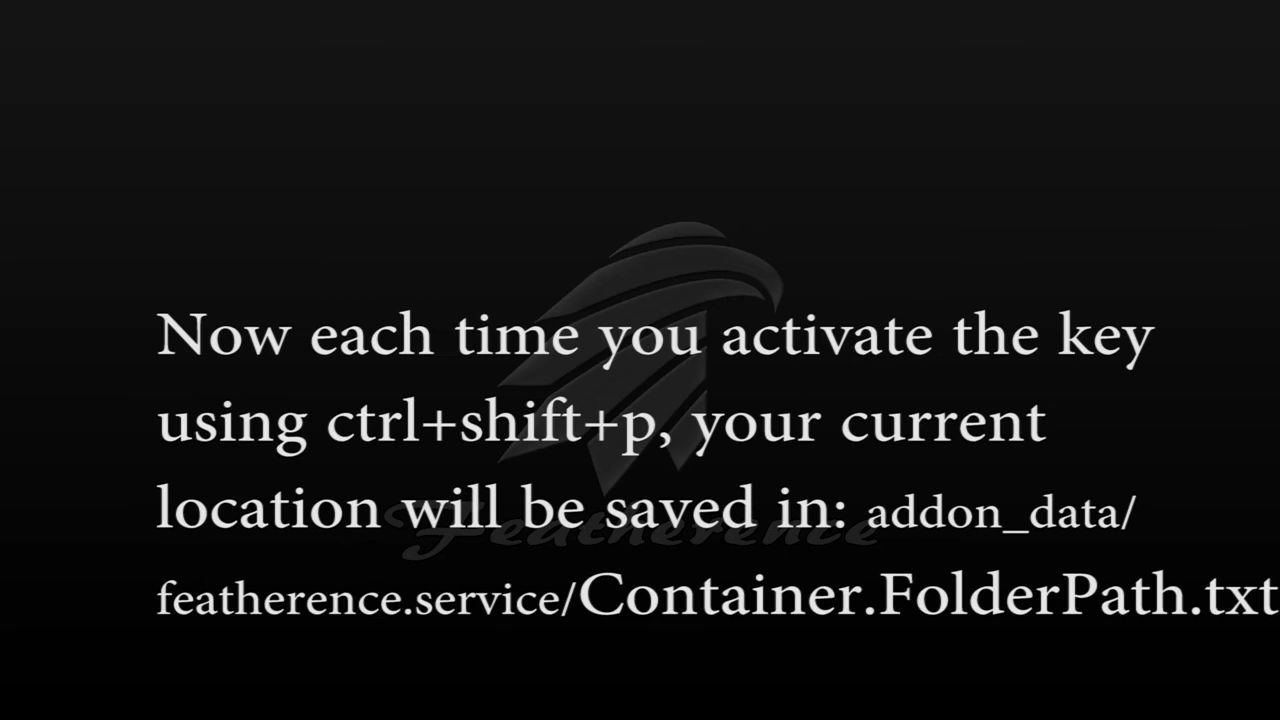 Now each time you activate the key
using ctrl+shift+p, your current
location will be saved in: addon_data/
featherence.service/Container.FolderPath.txt
Featherence